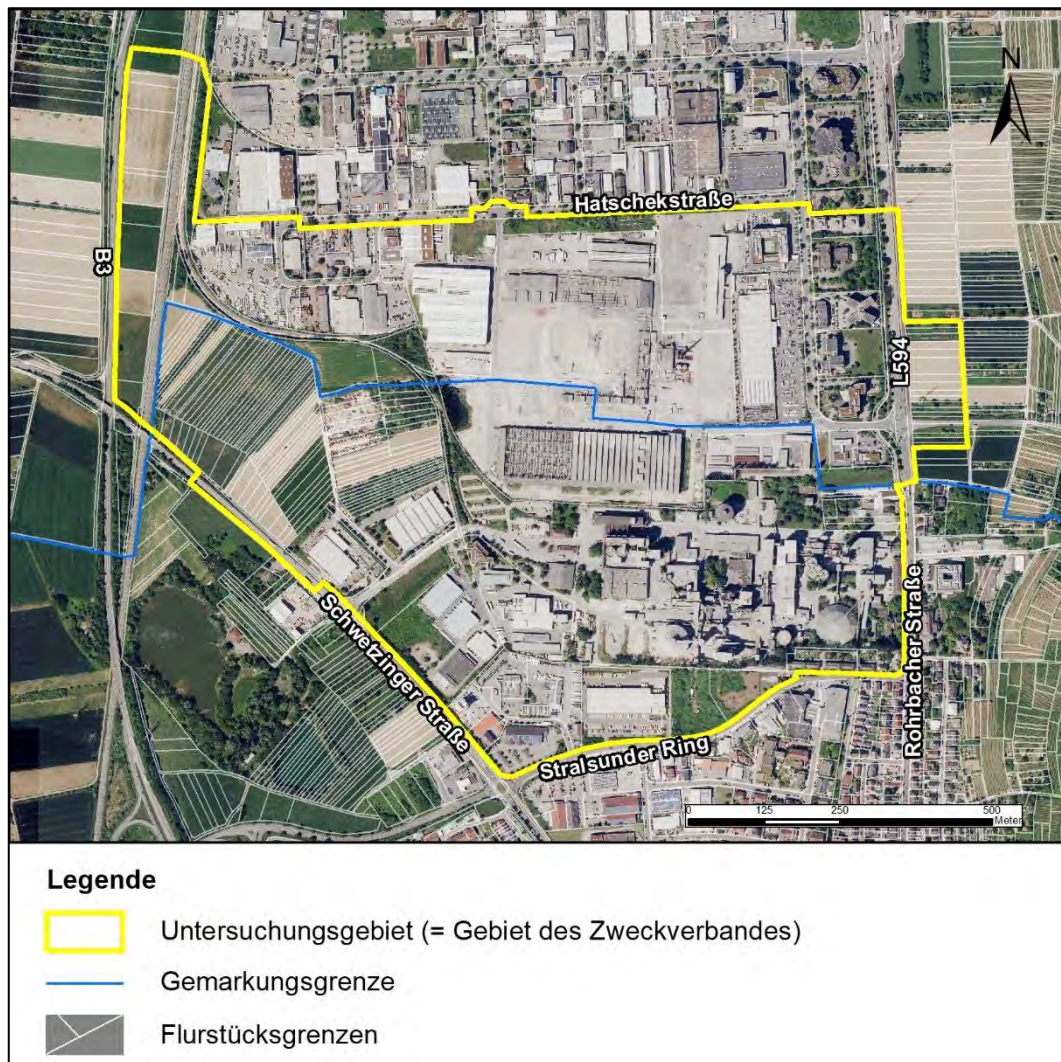 N
Hatschekstraße
B3
L594
Schwetzinger Straße
Rohrbacher Straße
Stralsunder Ring
0 125 250 500
Meter
Legende
Untersuchungsgebiet (= Gebiet des Zweckverbandes)
Gemarkungsgrenze
Flurstücksgrenzen